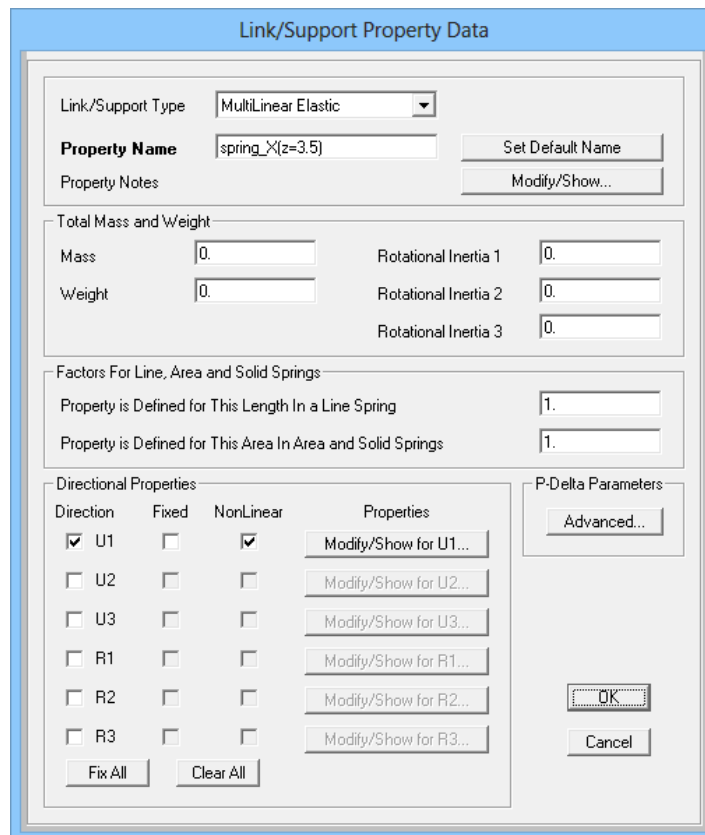 Link/Support Property Data
Link/Support Type MultiLinear Elastic
Property Name spring_X(z=3.5) Set Default Name
Property Notes Modify/Show...
Total Mass and Weight
Mass 0. Rotational Inertia 1 0.
Weight 0. Rotational Inertia 2 0.
Rotational Inertia 3 0.
Factors For Line, Area and Solid Springs
Property is Defined for This Length In a Line Spring 1.
Property is Defined for This Area In Area and Solid Springs 1.
Directional Properties
Direction Fixed NonLinear Properties
U1 Modify/Show for U1...
U2 Modify/Show for U2...
U3 Modify/Show for U3...
R1 Modify/Show for R1...
R2 Modify/Show for R2...
R3 Modify/Show for R3...
Fix All Clear All
P-Delta Parameters
Advanced...
OK
Cancel